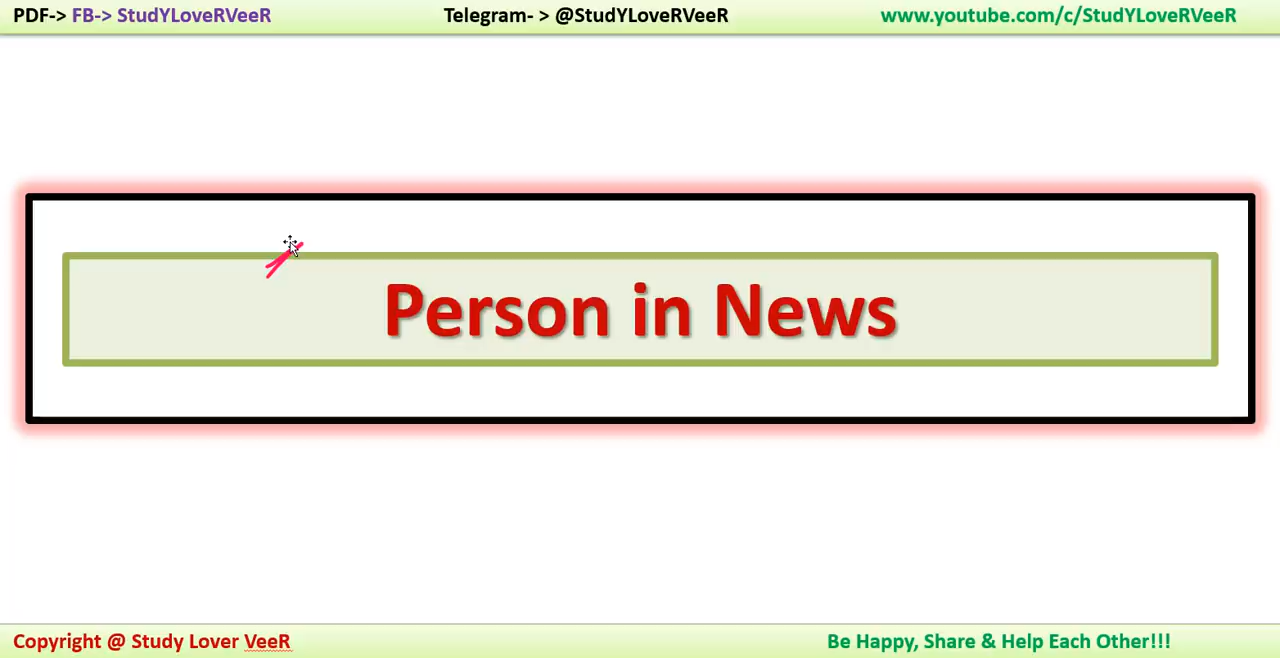 PDF-> FB-> StudYLoveRVeeR Telegram- > @StudYLoveRVeeR www.youtube.com/c/StudYLoveRVeeR
Person in News
Copyright @ Study Lover VeeR Be Happy, Share & Help Each Other!!!